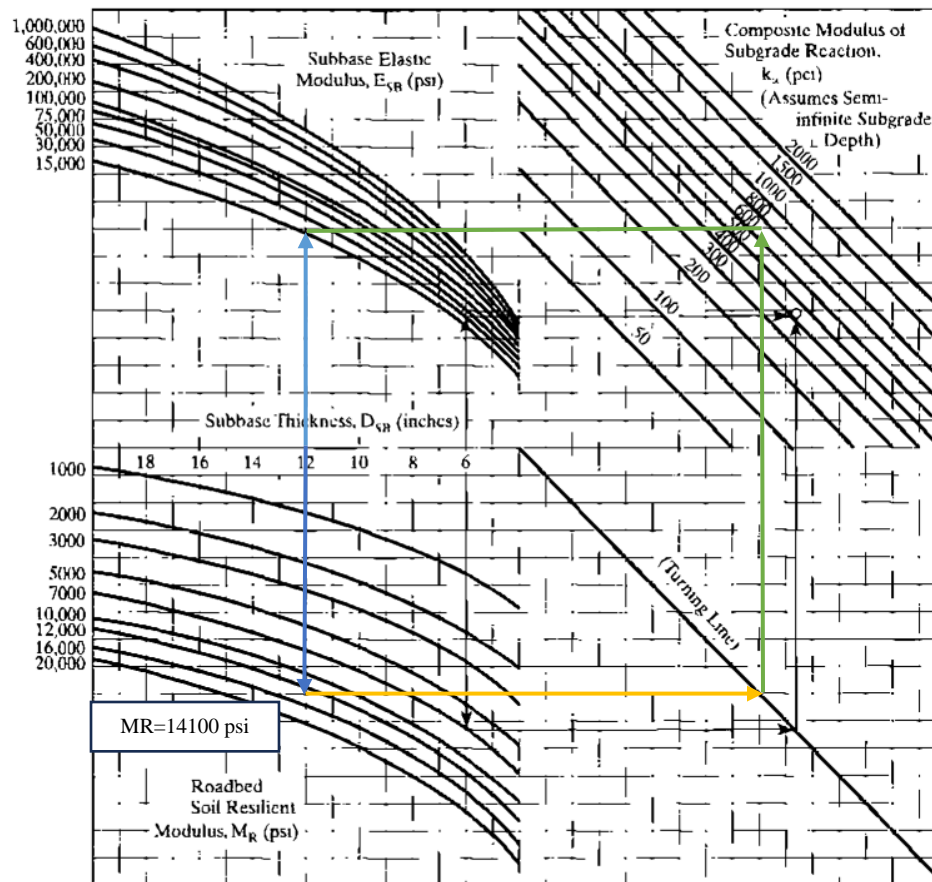 1,000,000
600,000
400,000
200,000
100,000
75,000
50,000
30,000
15,000
Subbase Elastic
Modulus, E_SB (psi)
Composite Modulus of
Subgrade Reaction,
(pci)
(Assumes Semi-
infinite Subgrade
Depth)
2000
1500
1000
800
600
400
300
200
100
50
Subbase Thickness, D_SB (inches)
18 16 14 12 10 8 6
1000
2000
3000
5000
7000
10,000
12,000
16,000
20,000
(Turning Line)
MR=14100 psi
Roadbed
Soil Resilient
Modulus, M_R (psi)